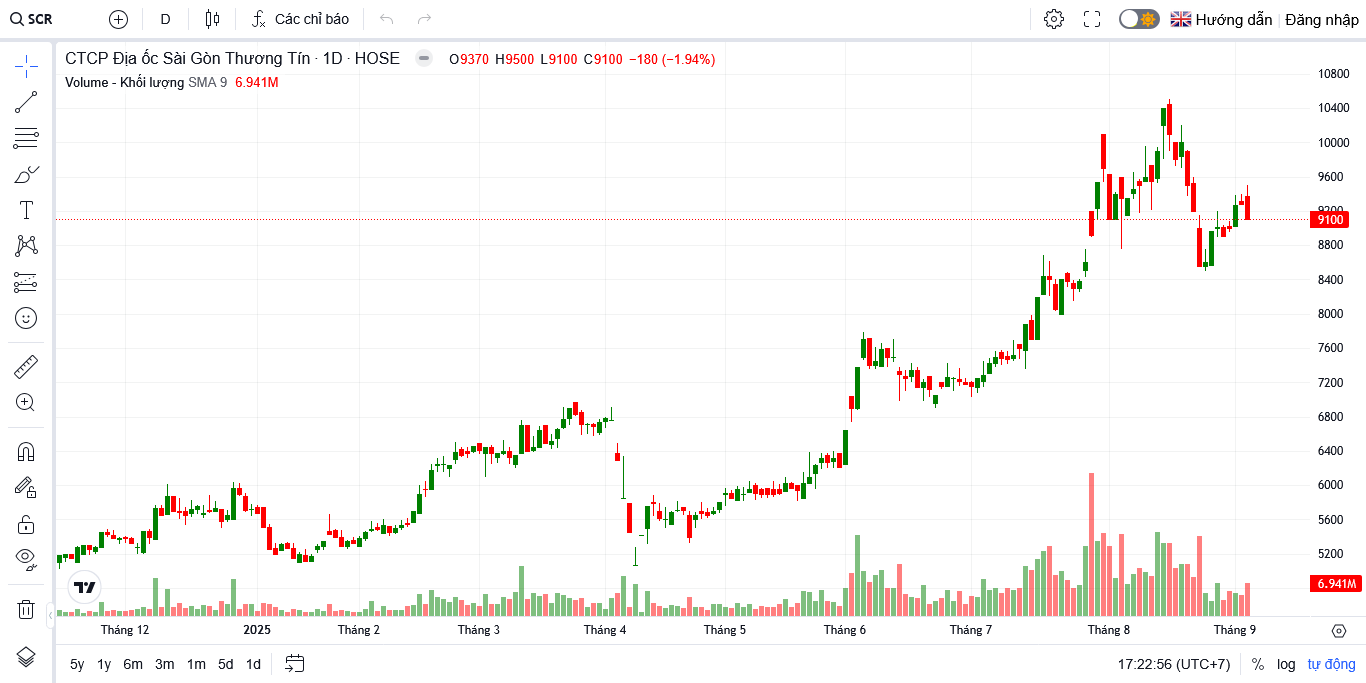 SCR D Các chỉ báo Hướng dẫn Đăng nhập
CTCP Địa ốc Sài Gòn Thương Tín · 1D · HOSE O9370 H9500 L9100 C9100 −180 (−1.94%)
Volume - Khối lượng SMA 9 6.941M
10800
10400
10000
9600
9200
9100
8800
8400
8000
7600
7200
6800
6400
6000
5600
5200
6.941M
Tháng 12 2025 Tháng 2 Tháng 3 Tháng 4 Tháng 5 Tháng 6 Tháng 7 Tháng 8 Tháng 9
5y 1y 6m 3m 1m 5d 1d 17:22:56 (UTC+7) % log tự động